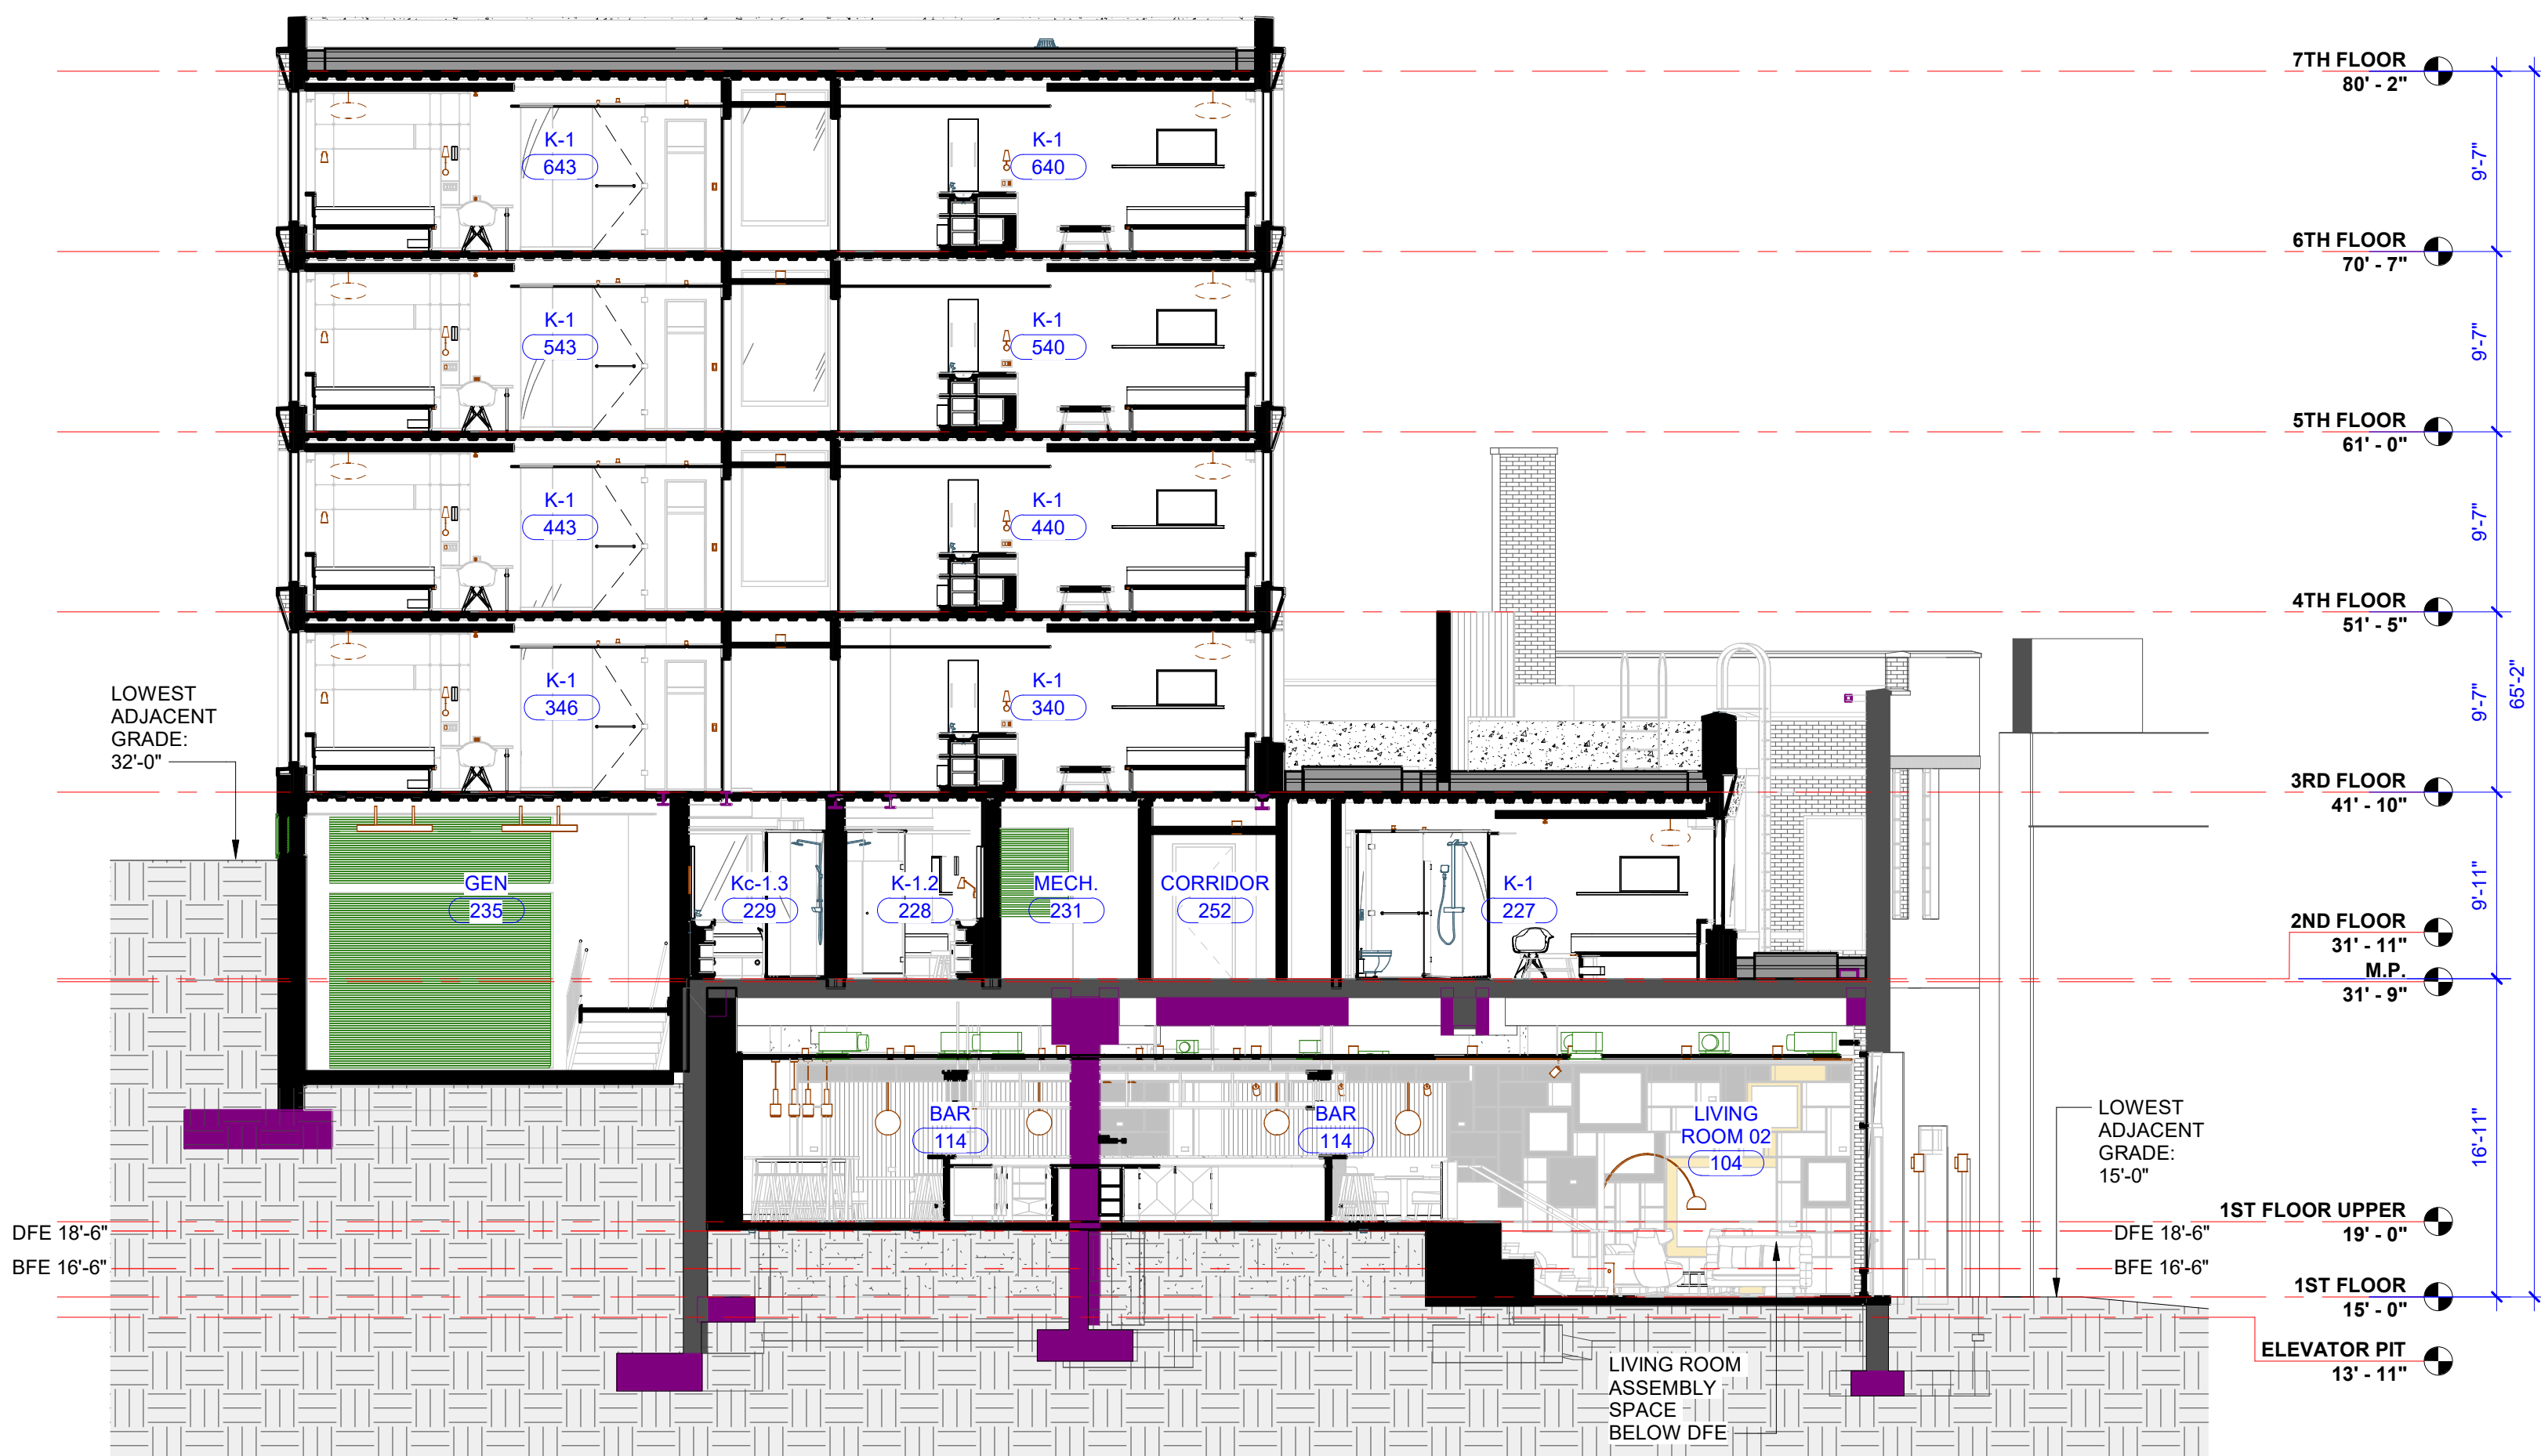 7TH FLOOR
80' - 2"
K-1
643
K-1
640
9'-7"
6TH FLOOR
70' - 7"
K-1
543
K-1
540
9'-7"
5TH FLOOR
61' - 0"
K-1
443
K-1
440
9'-7"
4TH FLOOR
51' - 5"
K-1
346
K-1
340
9'-7"
65'-2"
LOWEST
ADJACENT
GRADE:
32'-0"
3RD FLOOR
41' - 10"
GEN
235
Kc-1.3
229
K-1.2
228
MECH.
231
CORRIDOR
252
K-1
227
9'-11"
2ND FLOOR
31' - 11"
M.P.
31' - 9"
BAR
114
BAR
114
LIVING
ROOM 02
104
LOWEST
ADJACENT
GRADE:
15'-0"
16'-11"
1ST FLOOR UPPER
19' - 0"
DFE 18'-6"
DFE 18'-6"
BFE 16'-6"
BFE 16'-6"
1ST FLOOR
15' - 0"
ELEVATOR PIT
13' - 11"
LIVING ROOM
ASSEMBLY
SPACE
BELOW DFE